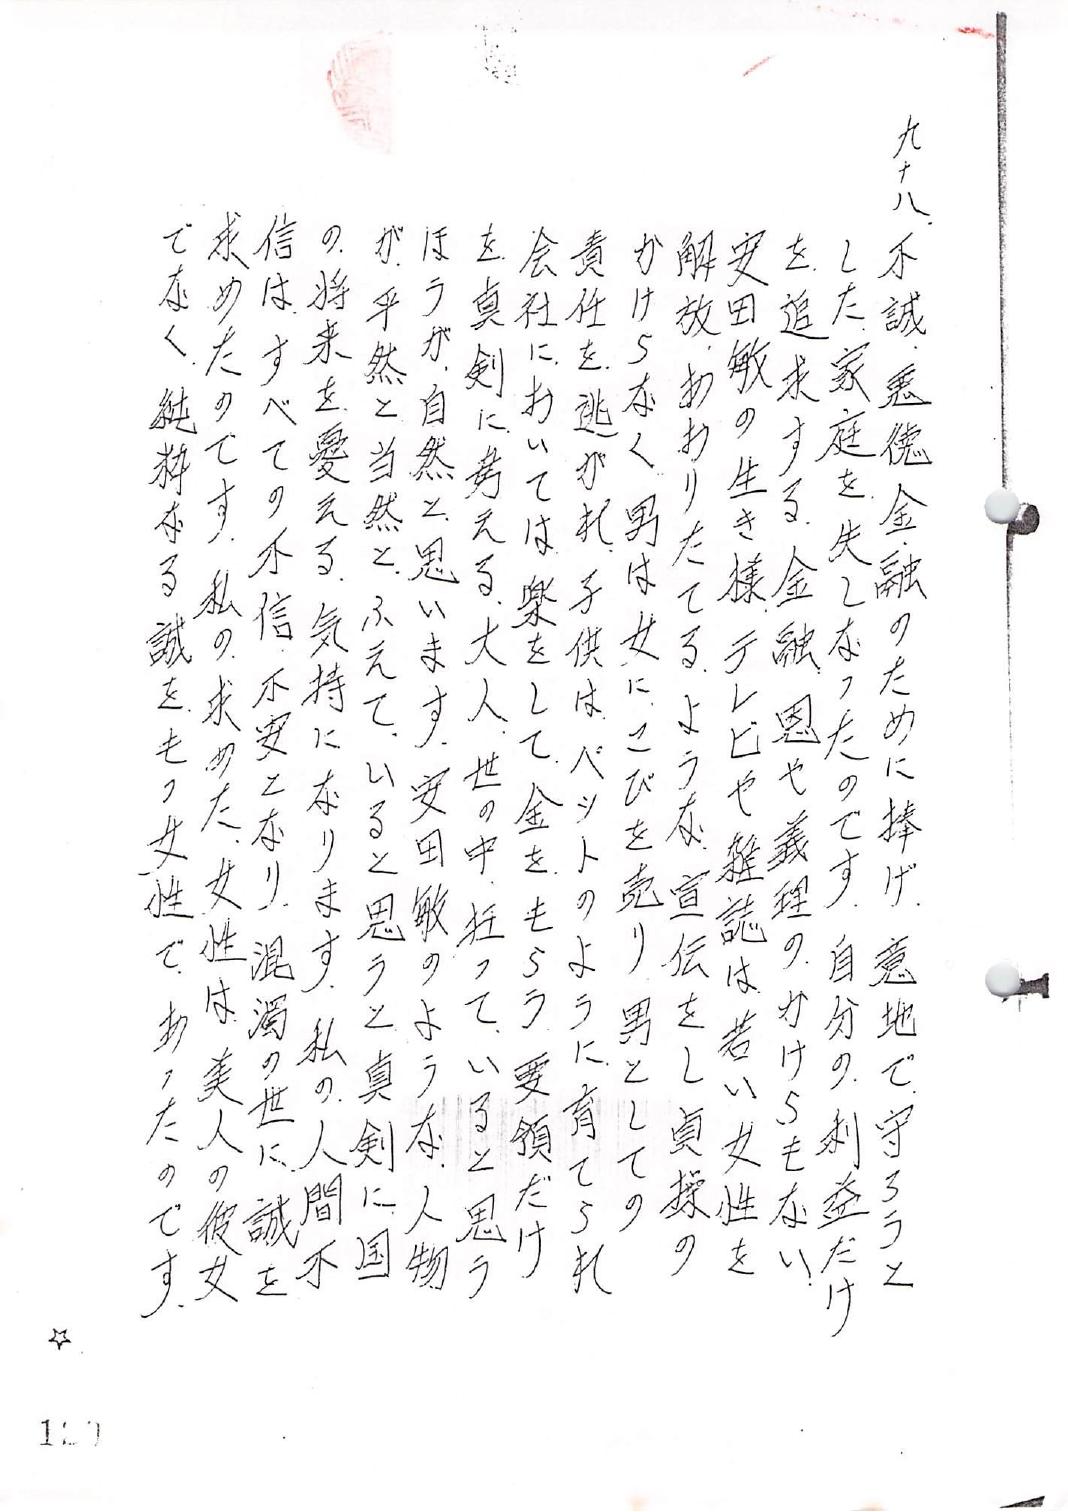 九十八、不誠、悪徳金融のために捧げ、意地で、守ろうと
した、家庭を、失しなったのです、自分の、利益だけ
を、追求する、金融、恩や義理の、かけらもない、
安田敏の生き様、テレビや雑誌は、若い女性を
解放、あおりたてる、ような、宣伝をし貞操の
かけらなく、男は女に、こびを売り、男としての
責任を、逃がれ、子供は、ペットのように、育てられ
会社に、おいては、楽をして、金を、もらう、要領だけ
を、真剣に、考える、大人、世の中、狂って、いると思う
ほうが、自然と、思います、安田敏のような、人物
が、平然と当然と、ふえて、いると思うと、真剣に、国
の、将来を、憂える、気持に、なります、私の、人間不
信は、すべての不信、不安となり、混濁の世に、誠を
求めたのです、私の、求めた、女性は、美人の彼女
でなく、純粋なる誠をもつ女性で、あったのです、
☆